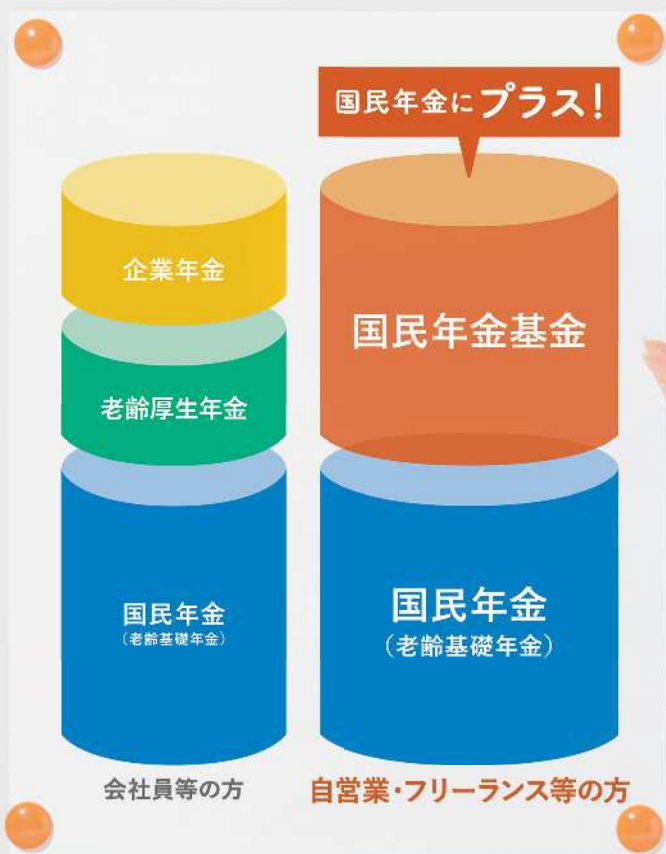 国民年金にプラス！
企業年金
老齢厚生年金
国民年金
（老齢基礎年金）
会社員等の方
国民年金基金
国民年金
（老齢基礎年金）
自営業・フリーランス等の方